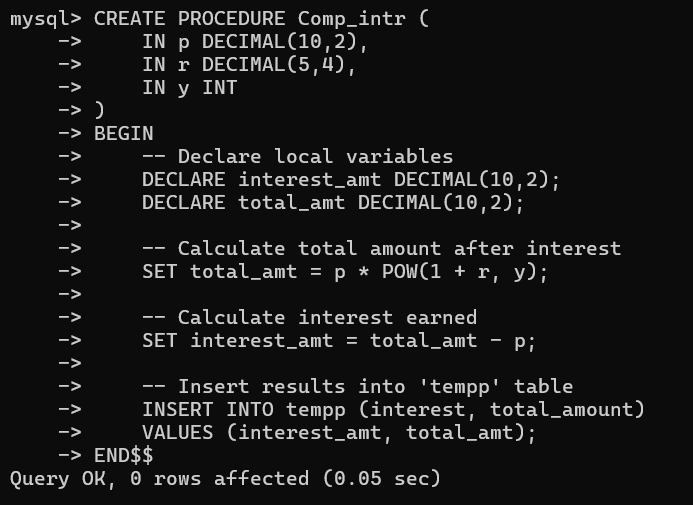 mysql> CREATE PROCEDURE Comp_intr (
    ->     IN p DECIMAL(10,2),
    ->     IN r DECIMAL(5,4),
    ->     IN y INT
    -> )
    -> BEGIN
    ->     -- Declare local variables
    ->     DECLARE interest_amt DECIMAL(10,2);
    ->     DECLARE total_amt DECIMAL(10,2);
    ->
    ->     -- Calculate total amount after interest
    ->     SET total_amt = p * POW(1 + r, y);
    ->
    ->     -- Calculate interest earned
    ->     SET interest_amt = total_amt - p;
    ->
    ->     -- Insert results into 'tempp' table
    ->     INSERT INTO tempp (interest, total_amount)
    ->     VALUES (interest_amt, total_amt);
    -> END$$
Query OK, 0 rows affected (0.05 sec)